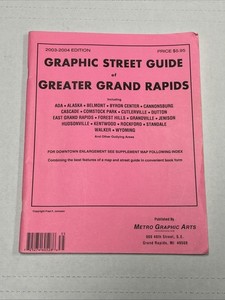 2003-2004 EDITION
PRICE $2.95
GRAPHIC STREET GUIDE
of
GREATER GRAND RAPIDS
Including
ADA • ALASKA • BELMONT • BYRON CENTER • CANNONSBURG
CASCADE • COMSTOCK PARK • CUTLERVILLE • DUTTON
EAST GRAND RAPIDS • FOREST HILLS • GRANDVILLE • JENISON
HUDSONVILLE • KENTWOOD • ROCKFORD • STANDALE
WALKER • WYOMING
And Other Outlying Areas
FOR DOWNTOWN ENLARGEMENT SEE SUPPLEMENT MAP FOLLOWING INDEX
Combining the best features of a map and street guide in convenient book form
Published By
METRO GRAPHIC ARTS
Grand Rapids, MI